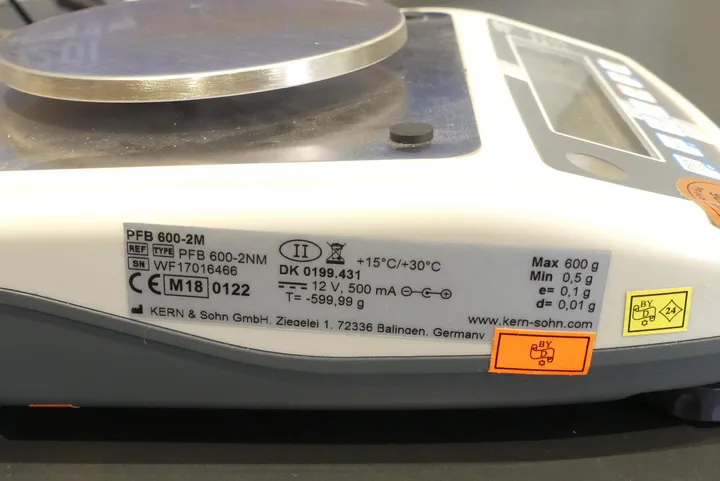 PFB 600-2M
REF TYPE PFB 600-2NM
SN WF17016466
CE M18 0122
KERN & Sohn GmbH, Ziegelei 1, 72336 Balingen, Germany
II
+15°C/+30°C
DK 0199.431
12 V, 500 mA
T= -599,99 g
Max 600 g
Min 0,5 g
e= 0,1 g
d= 0,01 g
www.kern-sohn.com
BY
D
24
BY
D